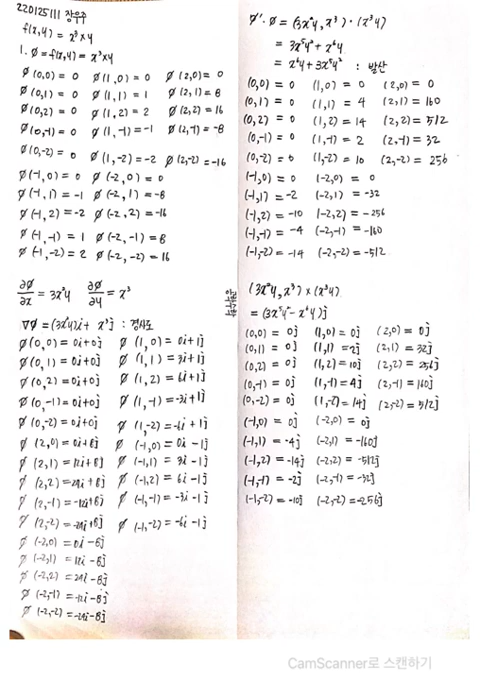 220125111 장우주
f(x,y) = x³×y
1. ∅ = f(x,y) = x³×y
∅(0,0) = 0 ∅(1,0) = 0 ∅(2,0) = 0
∅(0,1) = 0 ∅(1,1) = 1 ∅(2,1) = 8
∅(0,2) = 0 ∅(1,2) = 2 ∅(2,2) = 16
∅(0,-1) = 0 ∅(1,-1) = -1 ∅(2,-1) = -8
∅(0,-2) = 0 ∅(1,-2) = -2 ∅(2,-2) = -16
∅(-1,0) = 0 ∅(-2,0) = 0
∅(-1,1) = -1 ∅(-2,1) = -8
∅(-1,2) = -2 ∅(-2,2) = -16
∅(-1,-1) = 1 ∅(-2,-1) = 8
∅(-1,-2) = 2 ∅(-2,-2) = 16
∂∅/∂x = 3x²y ∂∅/∂y = x³
∇∅ = (3x²y)i + x³j : 경사도
∅(0,0) = 0i+0j ∅(1,0) = 0i+1j
∅(0,1) = 0i+0j ∅(1,1) = 3i+1j
∅(0,2) = 0i+0j ∅(1,2) = 6i+1j
∅(0,-1) = 0i+0j ∅(1,-1) = -3i+1j
∅(0,-2) = 0i+0j ∅(1,-2) = -6i+1j
∅(2,0) = 0i+8j ∅(-1,0) = 0i-1j
∅(2,1) = 12i+8j ∅(-1,1) = 3i-1j
∅(2,2) = 24i+8j ∅(-1,2) = 6i-1j
∅(2,-1) = -12i+8j ∅(-1,-1) = -3i-1j
∅(2,-2) = -24i+8j ∅(-1,-2) = -6i-1j
∅(-2,0) = 0i-8j
∅(-2,1) = 12i-8j
∅(-2,2) = 24i-8j
∅(-2,-1) = -12i-8j
∅(-2,-2) = -24i-8j
∇·∅ = (3x²y, x³)·(x³y)
= 3x⁵y²+x⁶y
= x⁶y+3x⁵y² : 발산
(0,0) = 0 (1,0) = 0 (2,0) = 0
(0,1) = 0 (1,1) = 4 (2,1) = 160
(0,2) = 0 (1,2) = 14 (2,2) = 512
(0,-1) = 0 (1,-1) = 2 (2,-1) = 32
(0,-2) = 0 (1,-2) = 10 (2,-2) = 256
(-1,0) = 0 (-2,0) = 0
(-1,1) = -2 (-2,1) = -32
(-1,2) = -10 (-2,2) = -256
(-1,-1) = -4 (-2,-1) = -160
(-1,-2) = -14 (-2,-2) = -512
(3x²y, x³)×(x³y)
= (3x⁵y²-x⁶y)j
(0,0) = 0j (1,0) = 0j (2,0) = 0j
(0,1) = 0j (1,1) = 2j (2,1) = 32j
(0,2) = 0j (1,2) = 10j (2,2) = 256j
(0,-1) = 0j (1,-1) = 4j (2,-1) = 160j
(0,-2) = 0j (1,-2) = 14j (2,-2) = 512j
(-1,0) = 0j (-2,0) = 0j
(-1,1) = -4j (-2,1) = -160j
(-1,2) = -14j (-2,2) = -512j
(-1,-1) = -2j (-2,-1) = -32j
(-1,-2) = -10j (-2,-2) = -256j
CamScanner로 스캔하기